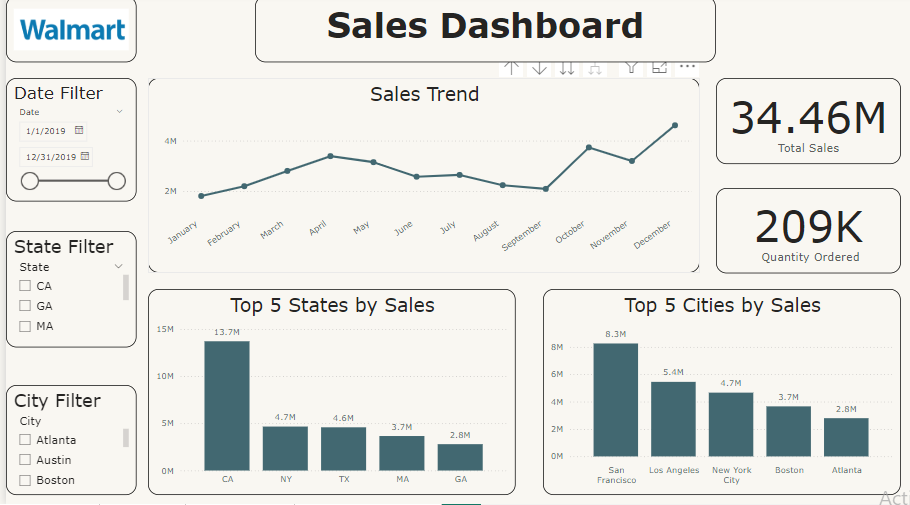 Walmart
Sales Dashboard
Date Filter
Date
1/1/2019
12/31/2019
State Filter
State
CA
GA
MA
City Filter
City
Atlanta
Austin
Boston
Sales Trend
4M
2M
January February March April May June July August September October November December
34.46M
Total Sales
209K
Quantity Ordered
Top 5 States by Sales
15M
10M
5M
0M
13.7M 4.7M 4.6M 3.7M 2.8M
CA NY TX MA GA
Top 5 Cities by Sales
8M
6M
4M
2M
0M
8.3M 5.4M 4.7M 3.7M 2.8M
San Francisco
Los Angeles
New York City
Boston
Atlanta